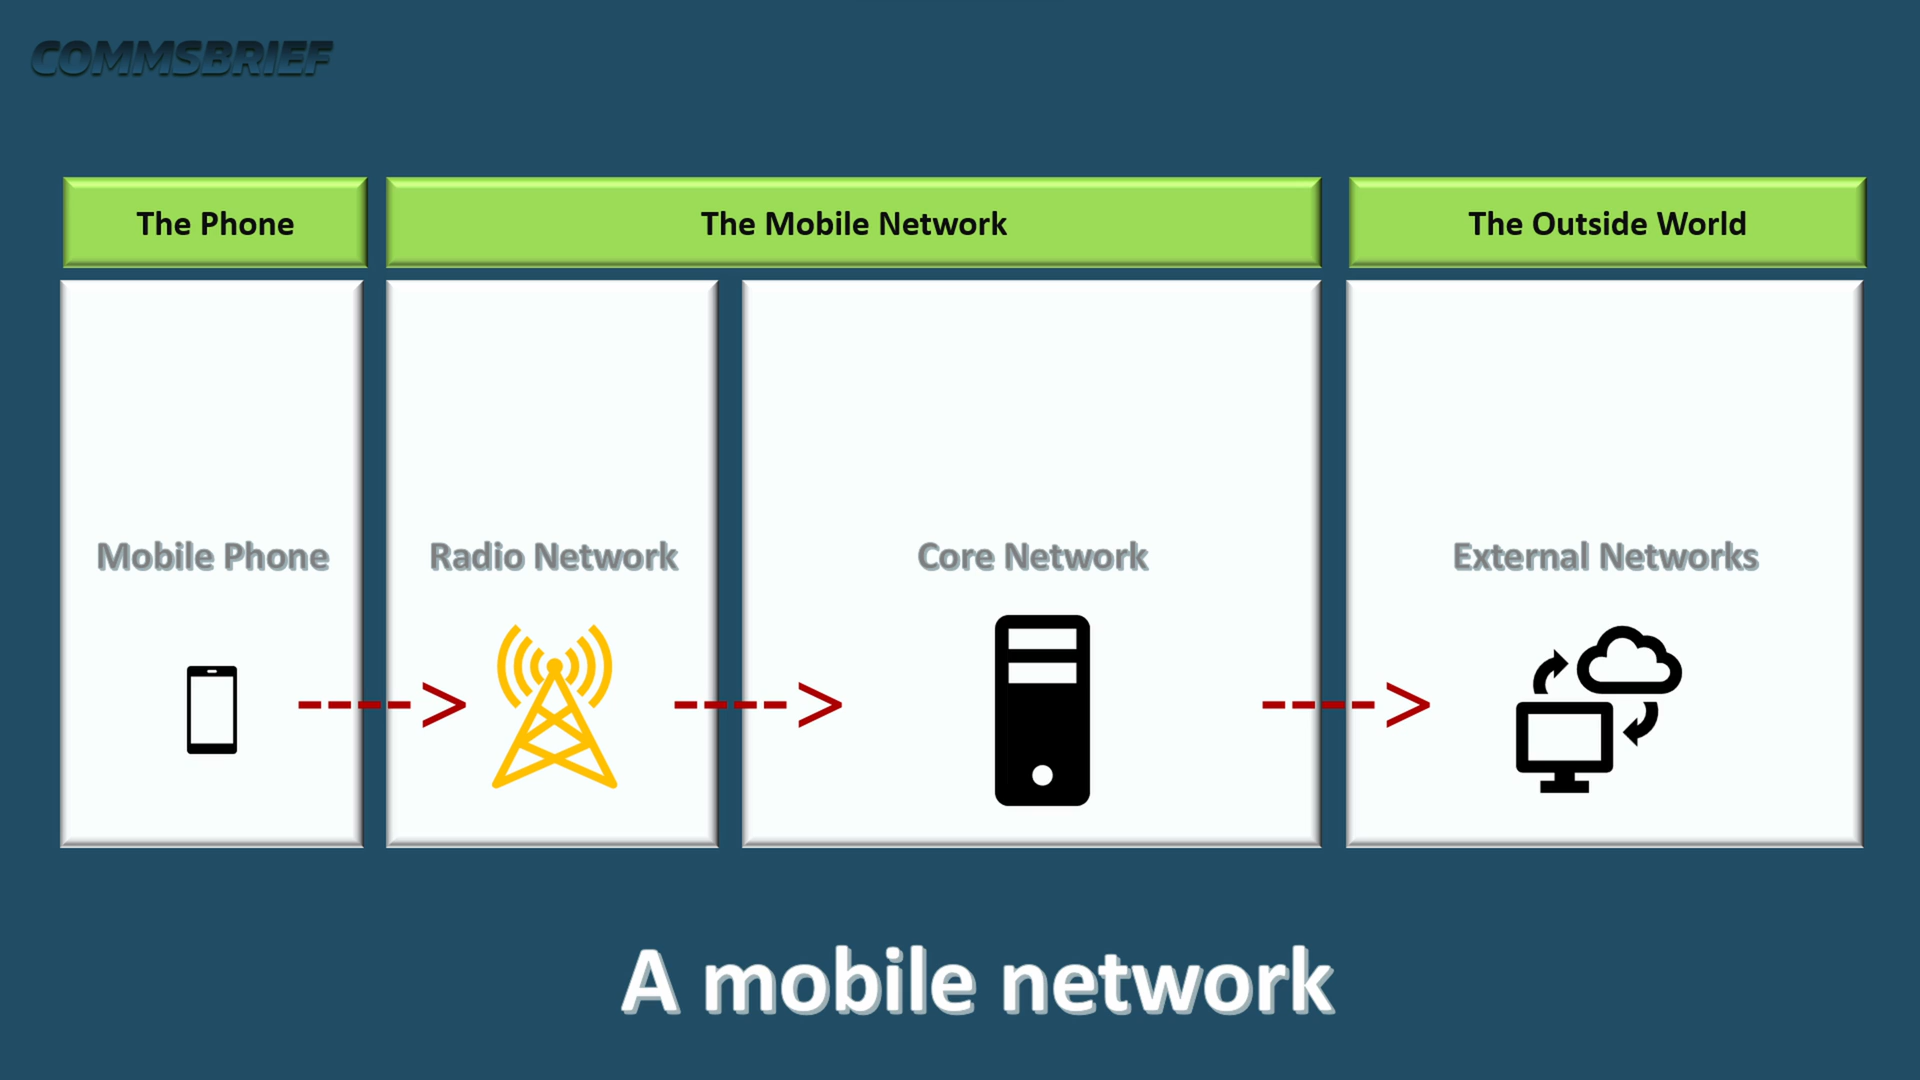 COMMSBRIEF
The Phone
The Mobile Network
The Outside World
Mobile Phone
Radio Network
Core Network
External Networks
A mobile network